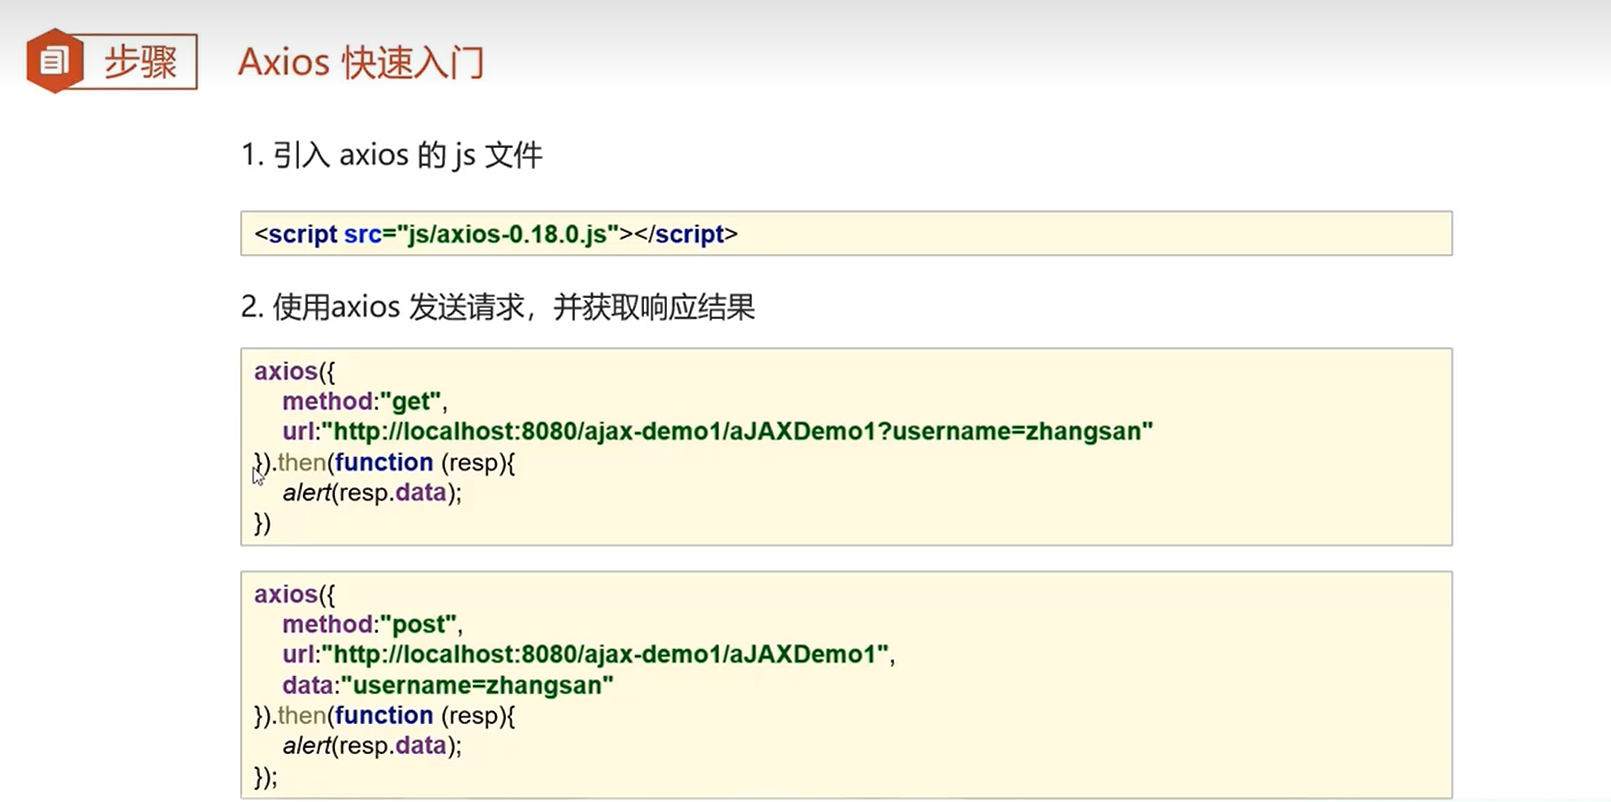 步骤
Axios 快速入门
1. 引入 axios 的 js 文件
<script src="js/axios-0.18.0.js"></script>
2. 使用axios 发送请求，并获取响应结果
axios({
    method:"get",
    url:"http://localhost:8080/ajax-demo1/aJAXDemo1?username=zhangsan"
}).then(function (resp){
    alert(resp.data);
})
axios({
    method:"post",
    url:"http://localhost:8080/ajax-demo1/aJAXDemo1",
    data:"username=zhangsan"
}).then(function (resp){
    alert(resp.data);
});